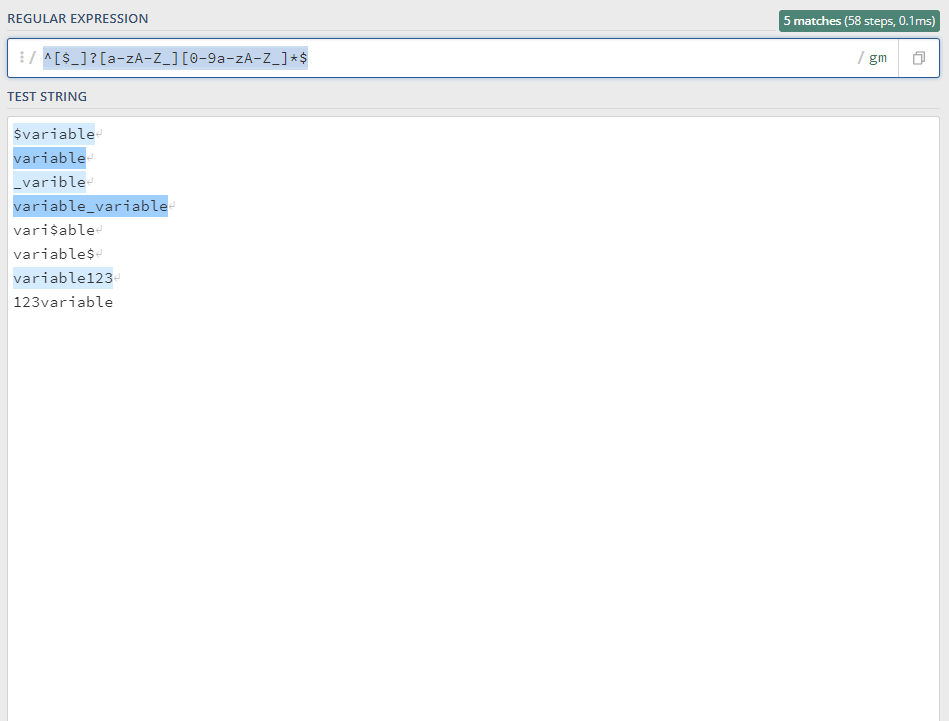 REGULAR EXPRESSION
5 matches (58 steps, 0.1ms)
/ ^[$_]?[a-zA-Z_][0-9a-zA-Z_]*$ / gm
TEST STRING
$variable
variable
_varible
variable_variable
vari$able
variable$
variable123
123variable